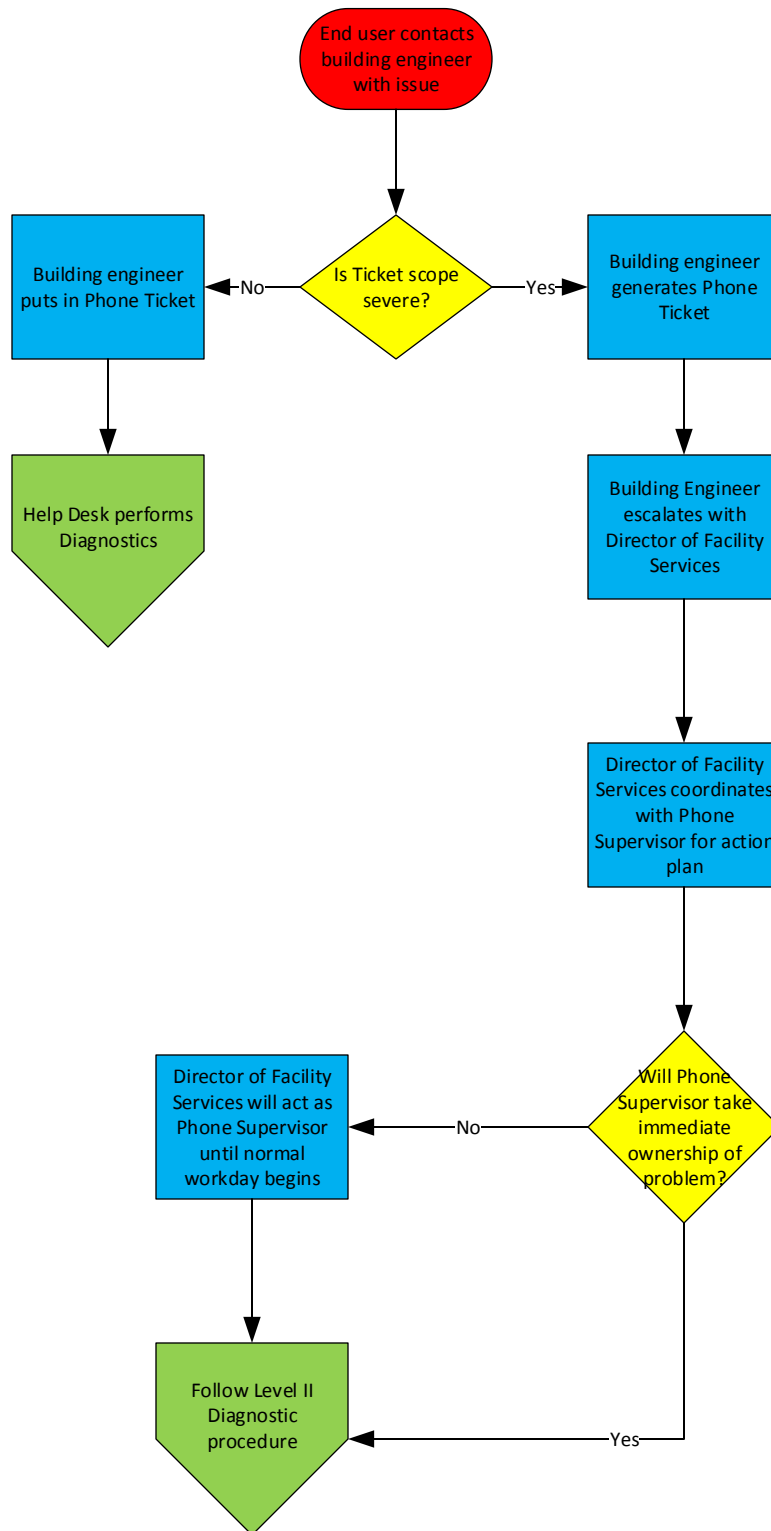 End user contacts
building engineer
with issue
Is Ticket scope
severe?
No
Yes
Building engineer
puts in Phone Ticket
Building engineer
generates Phone
Ticket
Help Desk performs
Diagnostics
Building Engineer
escalates with
Director of Facility
Services
Director of Facility
Services coordinates
with Phone
Supervisor for action
plan
Will Phone
Supervisor take
immediate
ownership of
problem?
No
Director of Facility
Services will act as
Phone Supervisor
until normal
workday begins
Yes
Follow Level II
Diagnostic
procedure